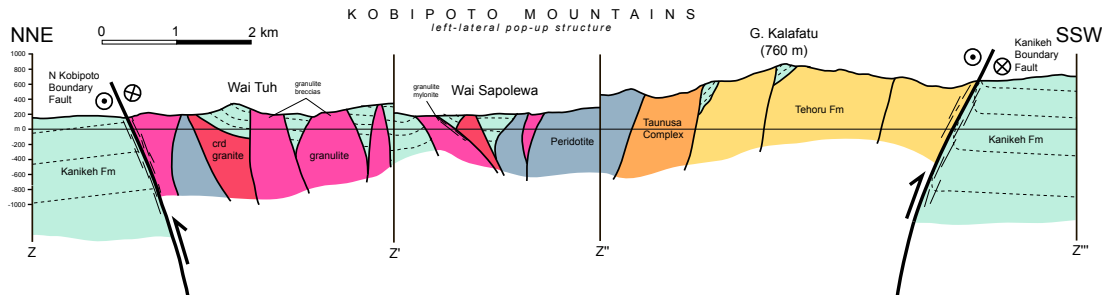 K O B I P O T O M O U N T A I N S
left-lateral pop-up structure
NNE
0 1 2 km
G. Kalafatu
(760 m)
SSW
1000
800
600
400
200
m 0
-200
-400
-600
-800
-1000
N Kobipoto
Boundary
Fault
Wai Tuh
granulite
breccias
granulite
mylonite
Wai Sapolewa
Kanikeh
Boundary
Fault
Kanikeh Fm
crd
granite
granulite
Peridotite
Taunusa
Complex
Tehoru Fm
Kanikeh Fm
Z
Z'
Z''
Z'''